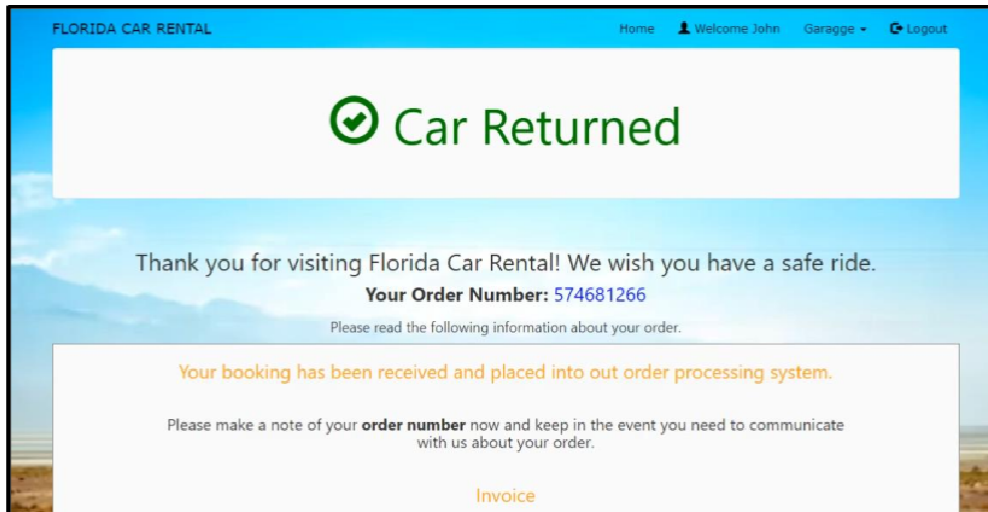 FLORIDA CAR RENTAL Home Welcome John Garagge Logout
Car Returned
Thank you for visiting Florida Car Rental! We wish you have a safe ride.
Your Order Number: 574681266
Please read the following information about your order.
Your booking has been received and placed into out order processing system.
Please make a note of your order number now and keep in the event you need to communicate
with us about your order.
Invoice